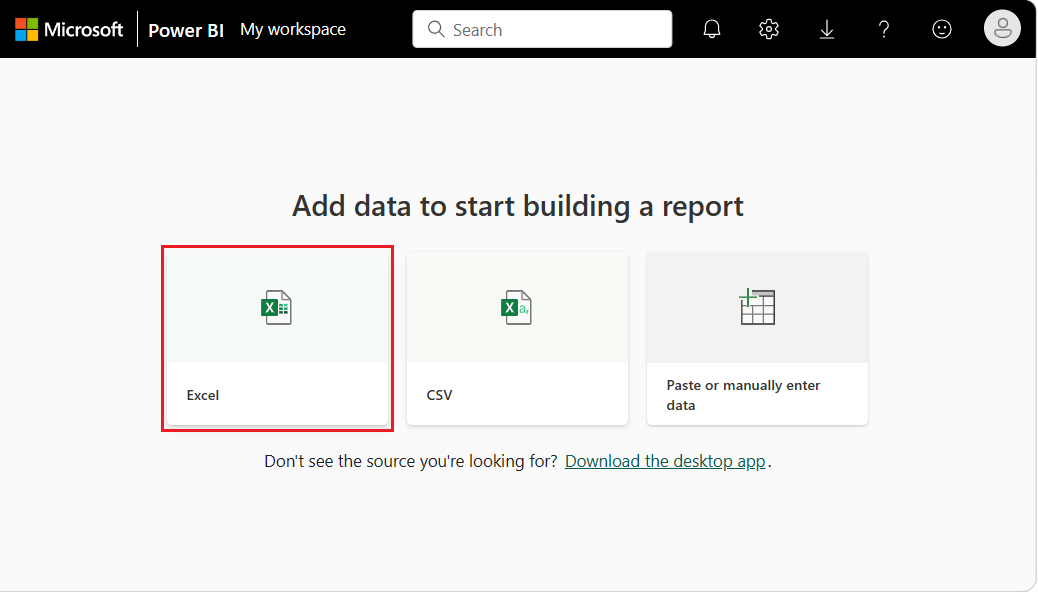 Microsoft Power BI My workspace Search
Add data to start building a report
Excel
CSV
Paste or manually enter
data
Don't see the source you're looking for? Download the desktop app.